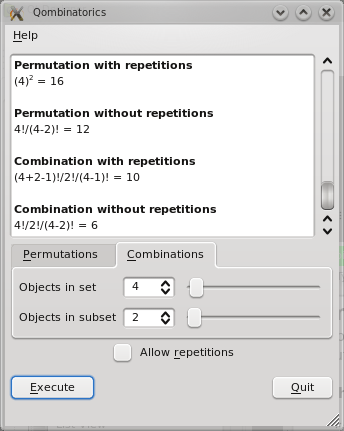 Qombinatorics
Help
Permutation with repetitions
(4)² = 16
Permutation without repetitions
4!/(4-2)! = 12
Combination with repetitions
(4+2-1)!/2!/(4-1)! = 10
Combination without repetitions
4!/2!/(4-2)! = 6
Permutations Combinations
Objects in set 4
Objects in subset 2
Allow repetitions
Execute Quit
List View